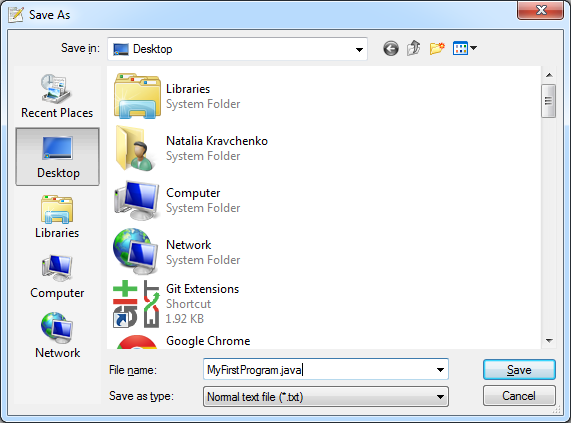 Save As
Save in:
Desktop
Recent Places
Desktop
Libraries
Computer
Network
Libraries
System Folder
Natalia Kravchenko
System Folder
Computer
System Folder
Network
System Folder
Git Extensions
Shortcut
1.92 KB
Google Chrome
File name:
MyFirstProgram.java
Save
Save as type:
Normal text file (*.txt)
Cancel